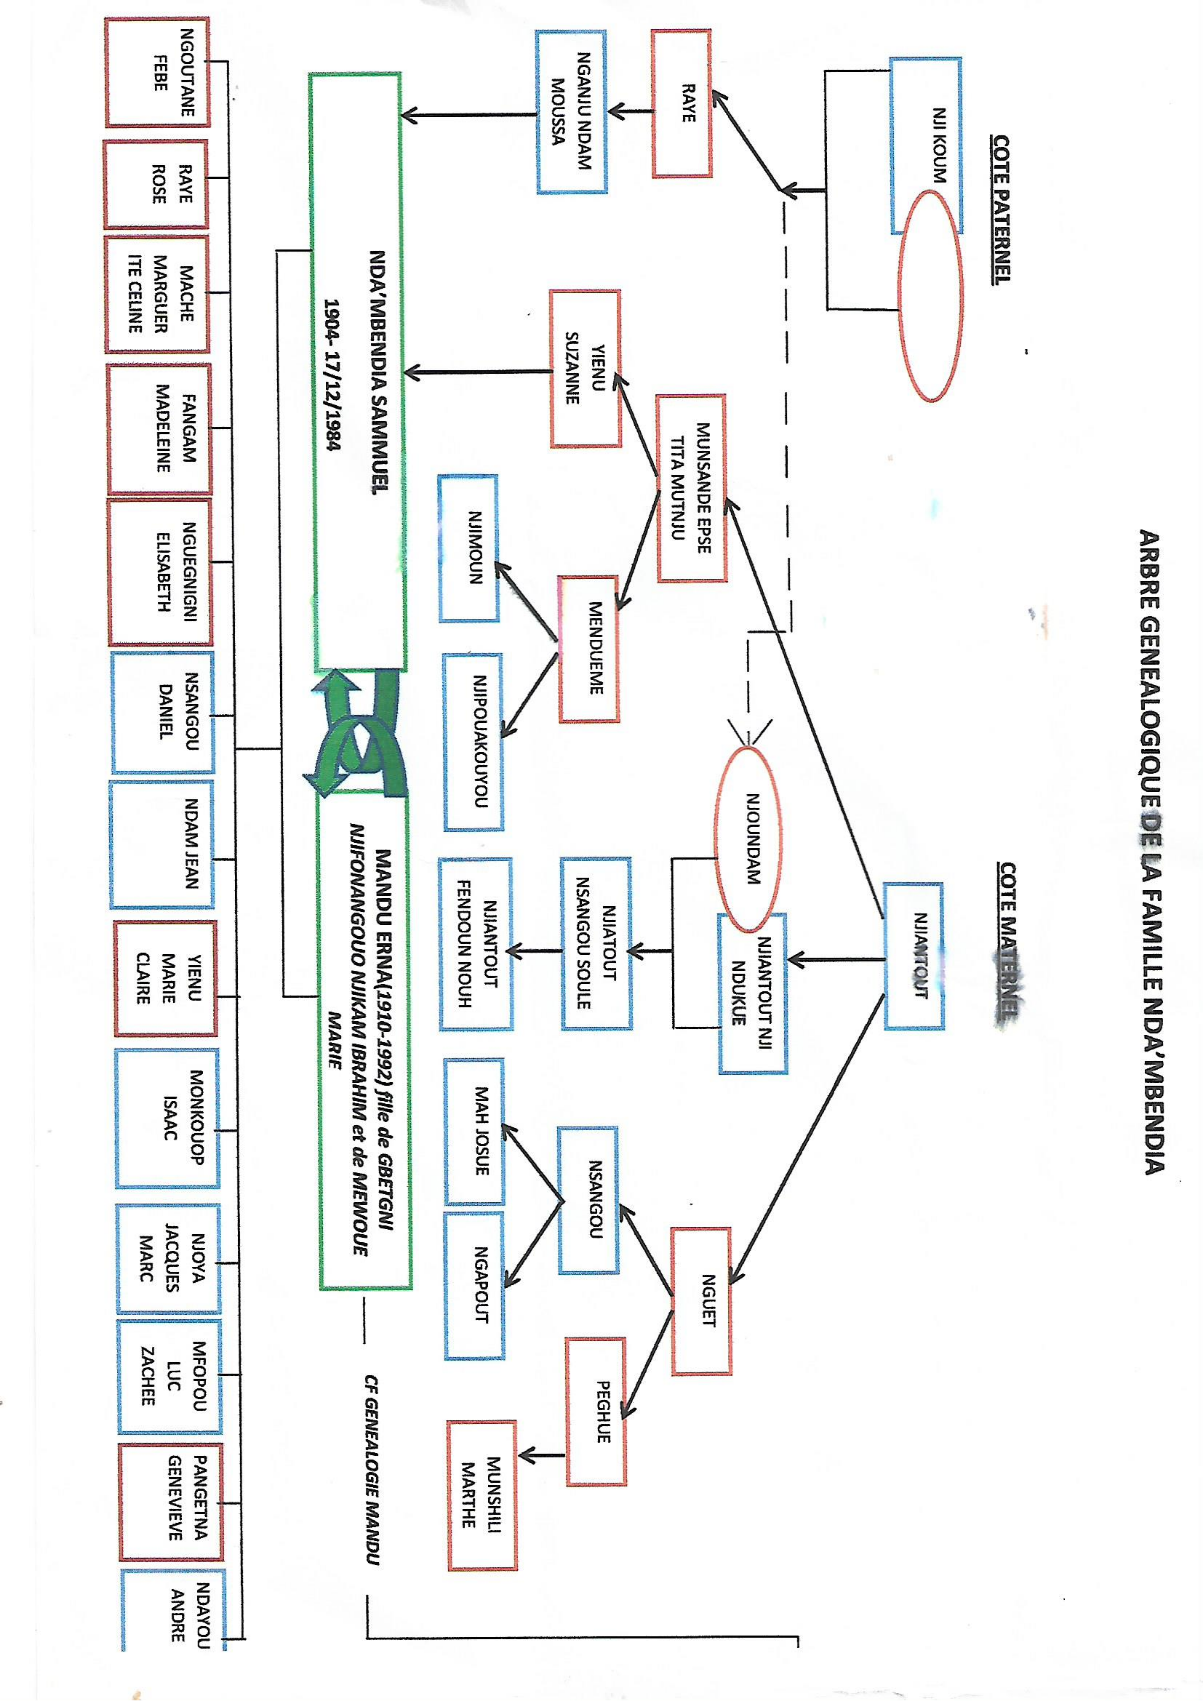 ARBRE GENEALOGIQUE DE LA FAMILLE NDA'MBENDIA
COTE PATERNEL
COTE MATERNEL
NJI KOUM
NJIANTOUT
RAYE
MUNSANDE EPSE
TITA MUTNJU
NJOUNDAM
NJIANTOUT NJI
NDUKUE
NGUET
NGANJU NDAM
MOUSSA
YIENU
SUZANNE
MENDUEME
NJIATOUT
NSANGOU SOULE
NSANGOU
PEGHUE
NJIMOUN
NJIPOUAKOUYOU
NJIANTOUT
FENDOUN NOUH
MAH JOSUE
NGAPOUT
MUNSHILI
MARTHE
NDA'MBENDIA SAMMUEL
1904- 17/12/1984
MANDU ERNA(1910-1992) fille de GBETGNI
NJIFONANGOUO NJIKAM IBRAHIM et de MEWOUE
MARIE
CF GENEALOGIE MANDU
NGOUTANE
FEBE
RAYE
ROSE
MACHE
MARGUER
ITE CELINE
FANGAM
MADELEINE
NGUEGNIGNI
ELISABETH
NSANGOU
DANIEL
NDAM JEAN
YIENU
MARIE
CLAIRE
MONKOUOP
ISAAC
NJOYA
JACQUES
MARC
MFOPOU
LUC
ZACHEE
PANGETNA
GENEVIEVE
NDAYOU
ANDRE